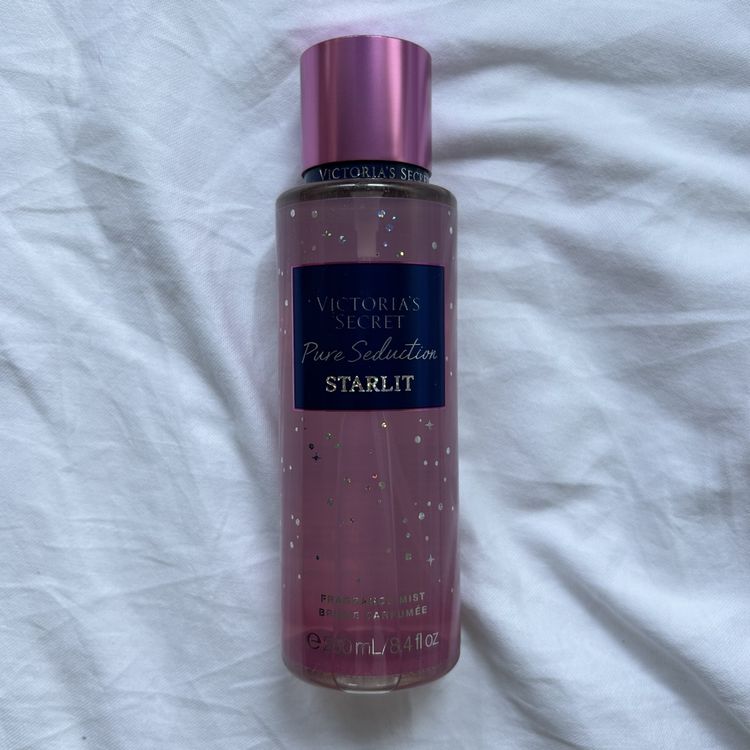 VICTORIA'S SECRET
VICTORIA'S
SECRET
Pure Seduction
STARLIT
FRAGRANCE MIST
BRUME PARFUMÉE
℮ 250 mL/8.4 fl oz